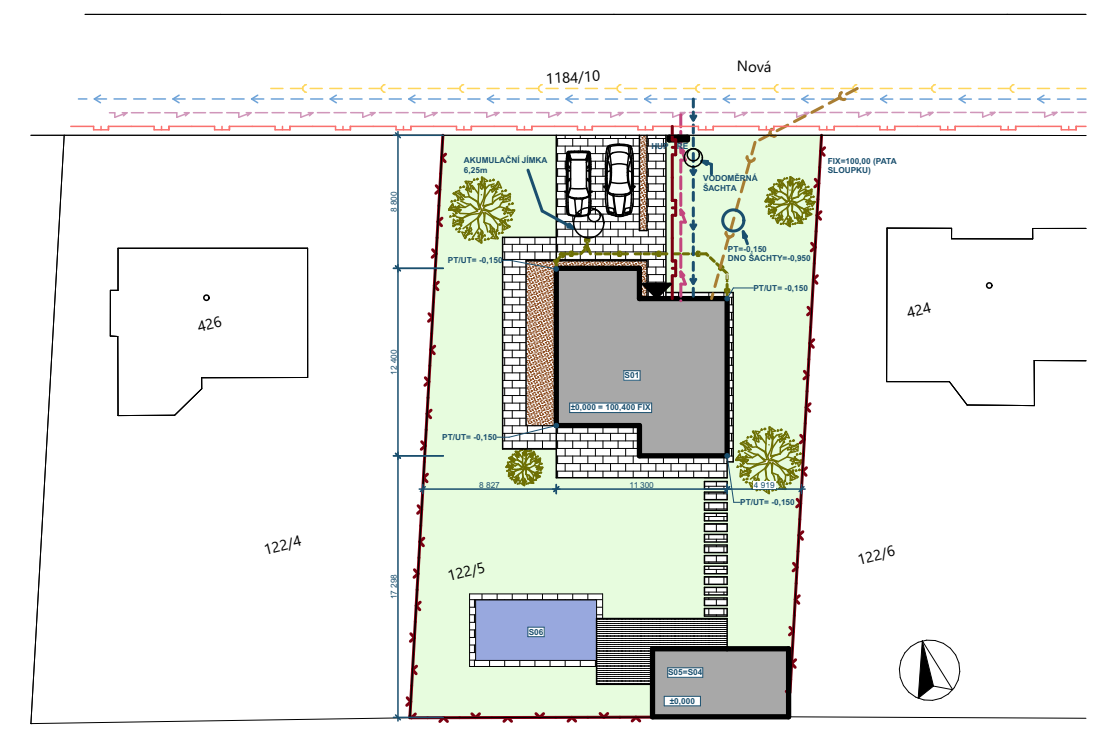 Nová
1184/10
AKUMULAČNÍ JÍMKA
6,25m
VODOMĚRNÁ
ŠACHTA
FIX=100,00 (PATA
SLOUPKU)
8 800
PT=-0,150
DNO ŠACHTY=-0,950
PT/UT= -0,150
PT/UT= -0,150
426
424
12 400
S01
±0,000 = 100,400 FIX
PT/UT= -0,150
8 827
11 300
4 919
PT/UT= -0,150
122/4
122/5
122/6
17 298
S06
S05=S04
±0,000